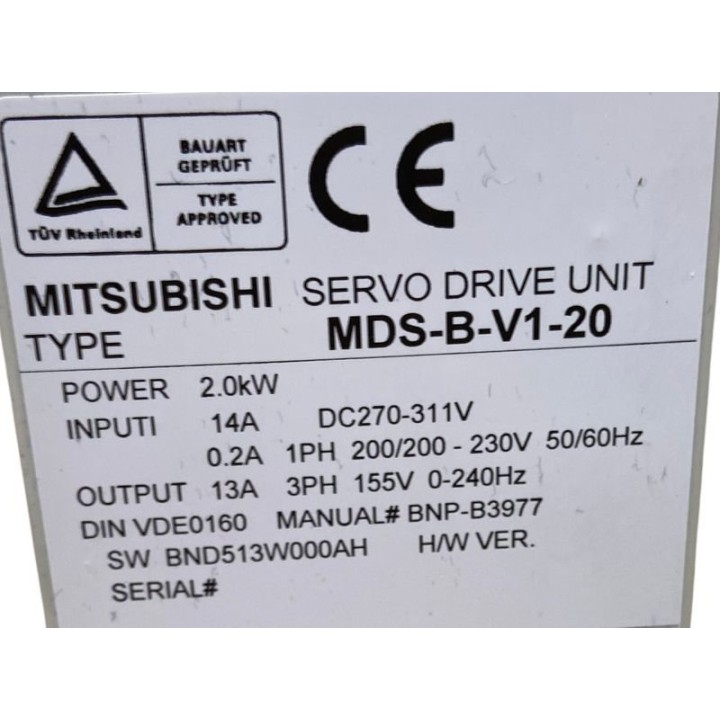 BAUART
GEPRÜFT
TÜV Rheinland
TYPE
APPROVED
CE
MITSUBISHI SERVO DRIVE UNIT
TYPE MDS-B-V1-20
POWER 2.0kW
INPUTI 14A DC270-311V
0.2A 1PH 200/200 - 230V 50/60Hz
OUTPUT 13A 3PH 155V 0-240Hz
DIN VDE0160 MANUAL# BNP-B3977
SW BND513W000AH H/W VER.
SERIAL#